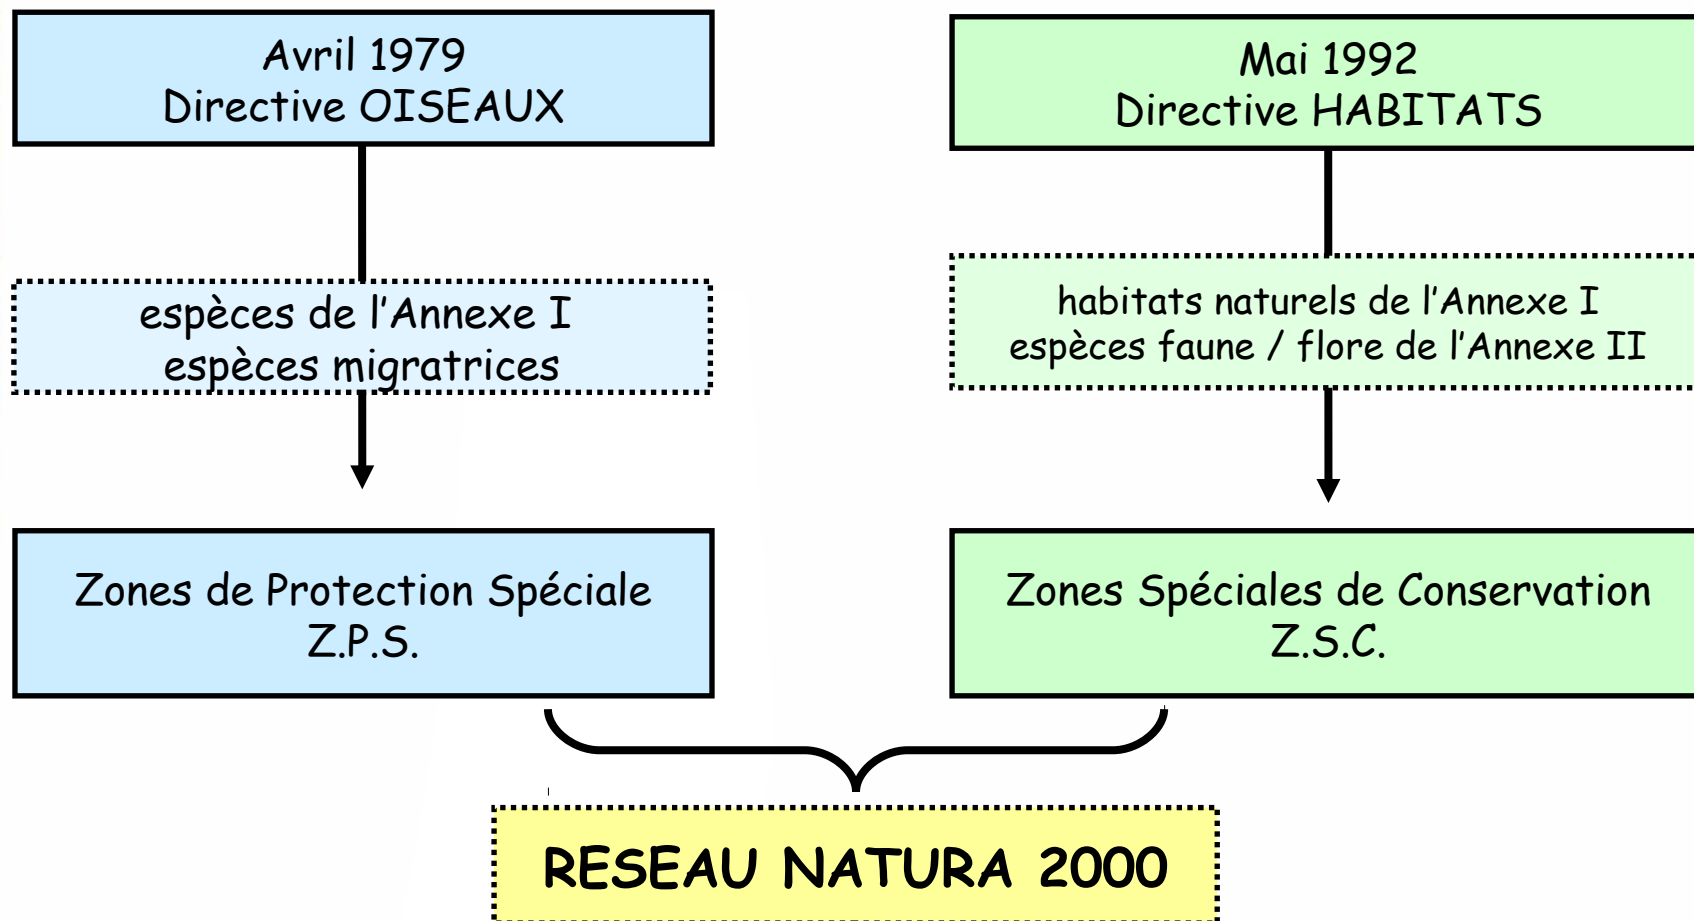 Avril 1979
Directive OISEAUX
Mai 1992
Directive HABITATS
espèces de l'Annexe I
espèces migratrices
habitats naturels de l'Annexe I
espèces faune / flore de l'Annexe II
Zones de Protection Spéciale
Z.P.S.
Zones Spéciales de Conservation
Z.S.C.
RESEAU NATURA 2000